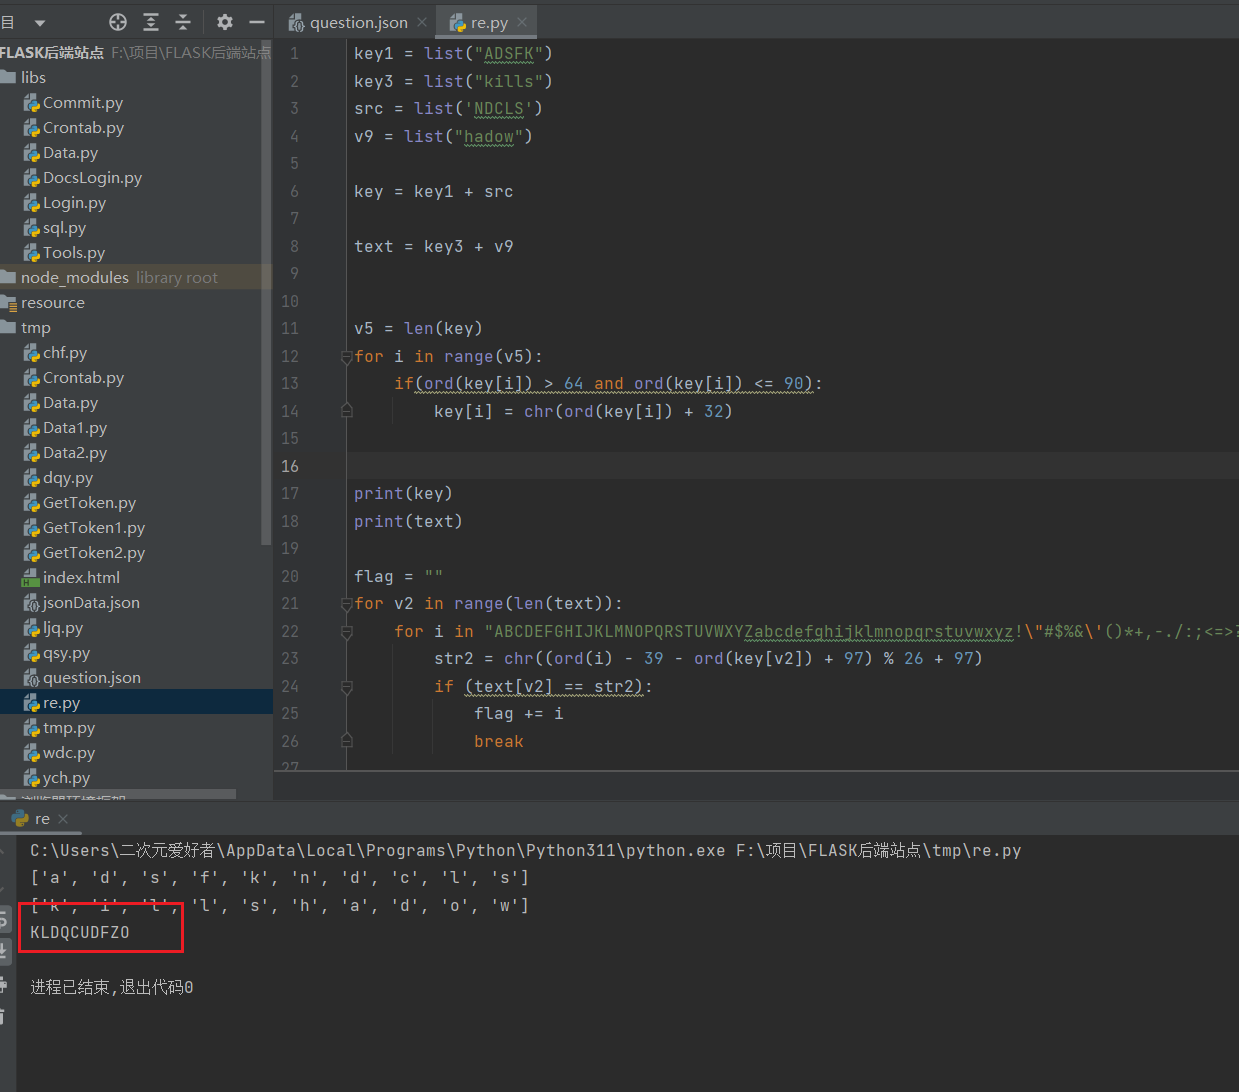 目
question.json
re.py
FLASK后端站点 F:\项目\FLASK后端站点
libs
Commit.py
Crontab.py
Data.py
DocsLogin.py
Login.py
sql.py
Tools.py
node_modules library root
resource
tmp
chf.py
Crontab.py
Data.py
Data1.py
Data2.py
dqy.py
GetToken.py
GetToken1.py
GetToken2.py
index.html
jsonData.json
ljq.py
qsy.py
question.json
re.py
tmp.py
wdc.py
ych.py
1 key1 = list("ADSFK")
2 key3 = list("kills")
3 src = list('NDCLS')
4 v9 = list("hadow")
5
6 key = key1 + src
7
8 text = key3 + v9
9
10
11 v5 = len(key)
12 for i in range(v5):
13 if(ord(key[i]) > 64 and ord(key[i]) <= 90):
14 key[i] = chr(ord(key[i]) + 32)
15
16
17 print(key)
18 print(text)
19
20 flag = ""
21 for v2 in range(len(text)):
22 for i in "ABCDEFGHIJKLMNOPQRSTUVWXYZabcdefghijklmnopqrstuvwxyz!\"#$%&\'()*+,-./:;<=>?
23 str2 = chr((ord(i) - 39 - ord(key[v2]) + 97) % 26 + 97)
24 if (text[v2] == str2):
25 flag += i
26 break
27
re
C:\Users\二次元爱好者\AppData\Local\Programs\Python\Python311\python.exe F:\项目\FLASK后端站点\tmp\re.py
['a', 'd', 's', 'f', 'k', 'n', 'd', 'c', 'l', 's']
['k', 'i', 'l', 'l', 's', 'h', 'a', 'd', 'o', 'w']
KLDQCUDFZO
进程已结束,退出代码0